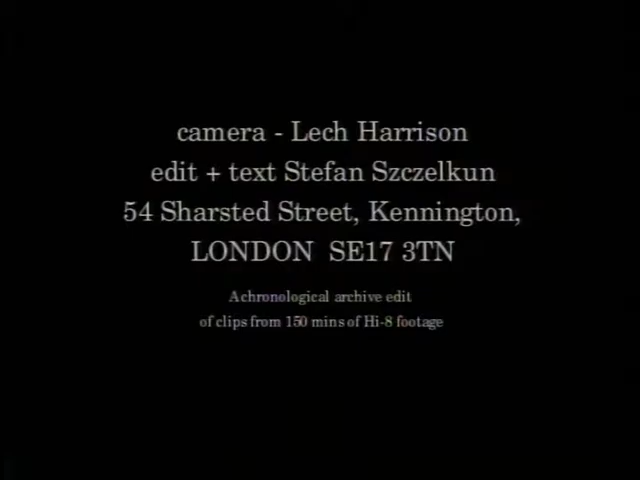 camera - Lech Harrison
edit + text Stefan Szczelkun
54 Sharsted Street, Kennington,
LONDON SE17 3TN
A chronological archive edit
of clips from 150 mins of Hi-8 footage